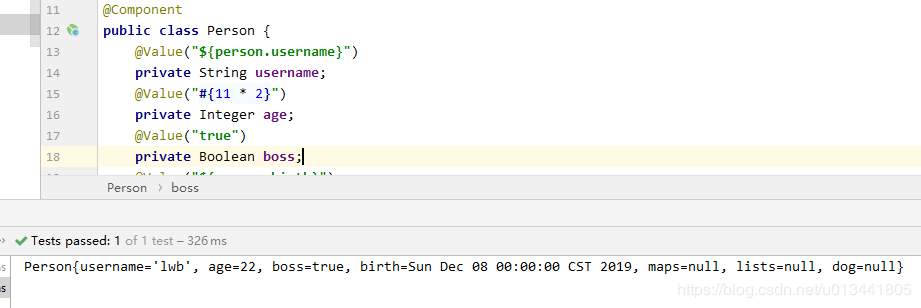 11 @Component
12 public class Person {
13 @Value("${person.username}")
14 private String username;
15 @Value("#{11 * 2}")
16 private Integer age;
17 @Value("true")
18 private Boolean boss;
Person > boss
Tests passed: 1 of 1 test – 326 ms
Person{username='lwb', age=22, boss=true, birth=Sun Dec 08 00:00:00 CST 2019, maps=null, lists=null, dog=null}
https://blog.csdn.net/u013441805